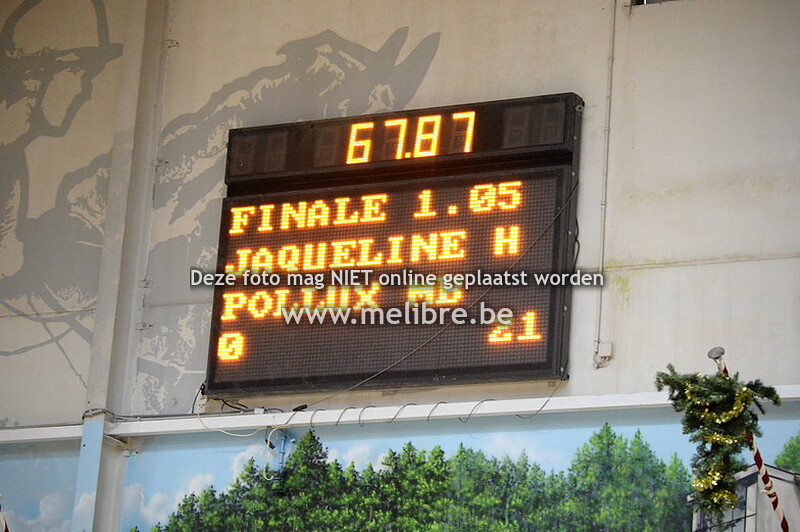 67.87
FINALE 1.05
JAQUELINE H
Deze foto mag NIET online geplaatst worden
POLLUX MD
www.melibre.be
0 21